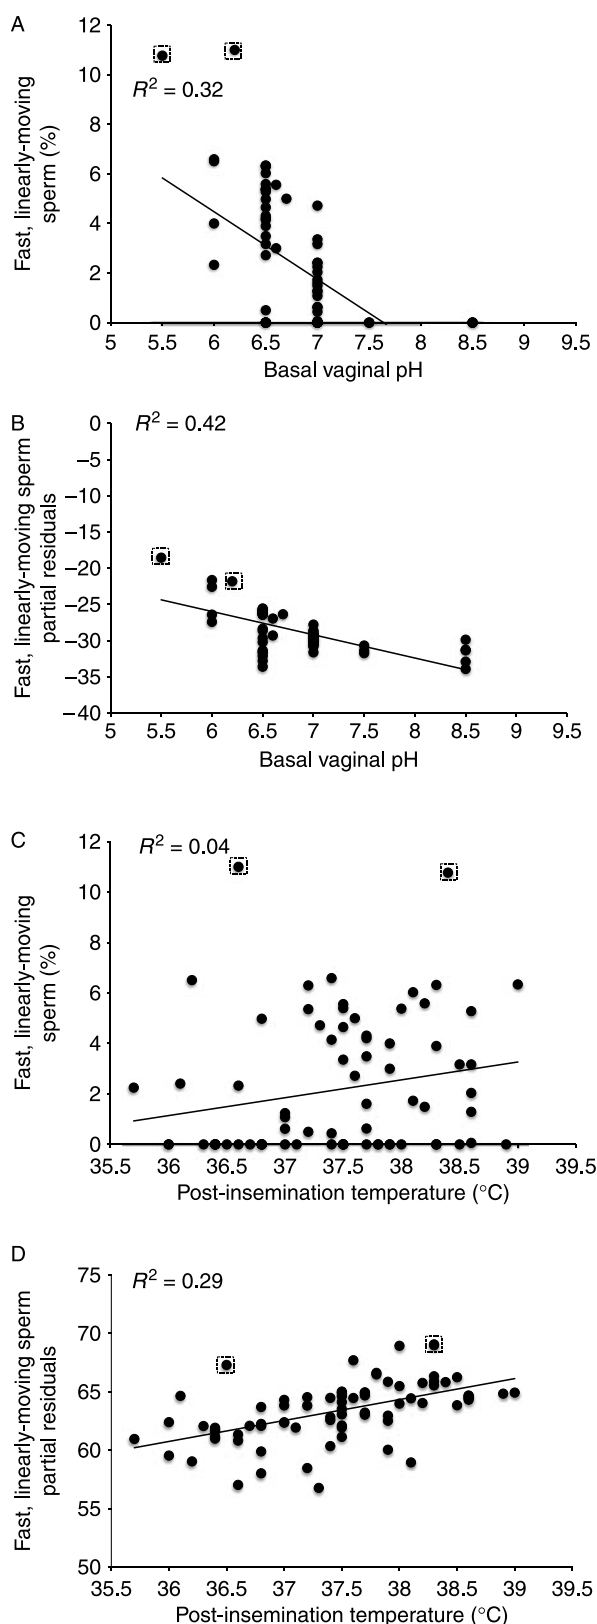 A
Fast, linearly-moving
sperm (%)
R² = 0.32
12
10
8
6
4
2
0
5 5.5 6 6.5 7 7.5 8 8.5 9 9.5
Basal vaginal pH
B
Fast, linearly-moving sperm
partial residuals
R² = 0.42
0
−5
−10
−15
−20
−25
−30
−35
−40
5 5.5 6 6.5 7 7.5 8 8.5 9 9.5
Basal vaginal pH
C
Fast, linearly-moving
sperm (%)
R² = 0.04
12
10
8
6
4
2
0
35.5 36 36.5 37 37.5 38 38.5 39 39.5
Post-insemination temperature (°C)
D
Fast, linearly-moving sperm
partial residuals
R² = 0.29
75
70
65
60
55
50
35.5 36 36.5 37 37.5 38 38.5 39 39.5
Post-insemination temperature (°C)